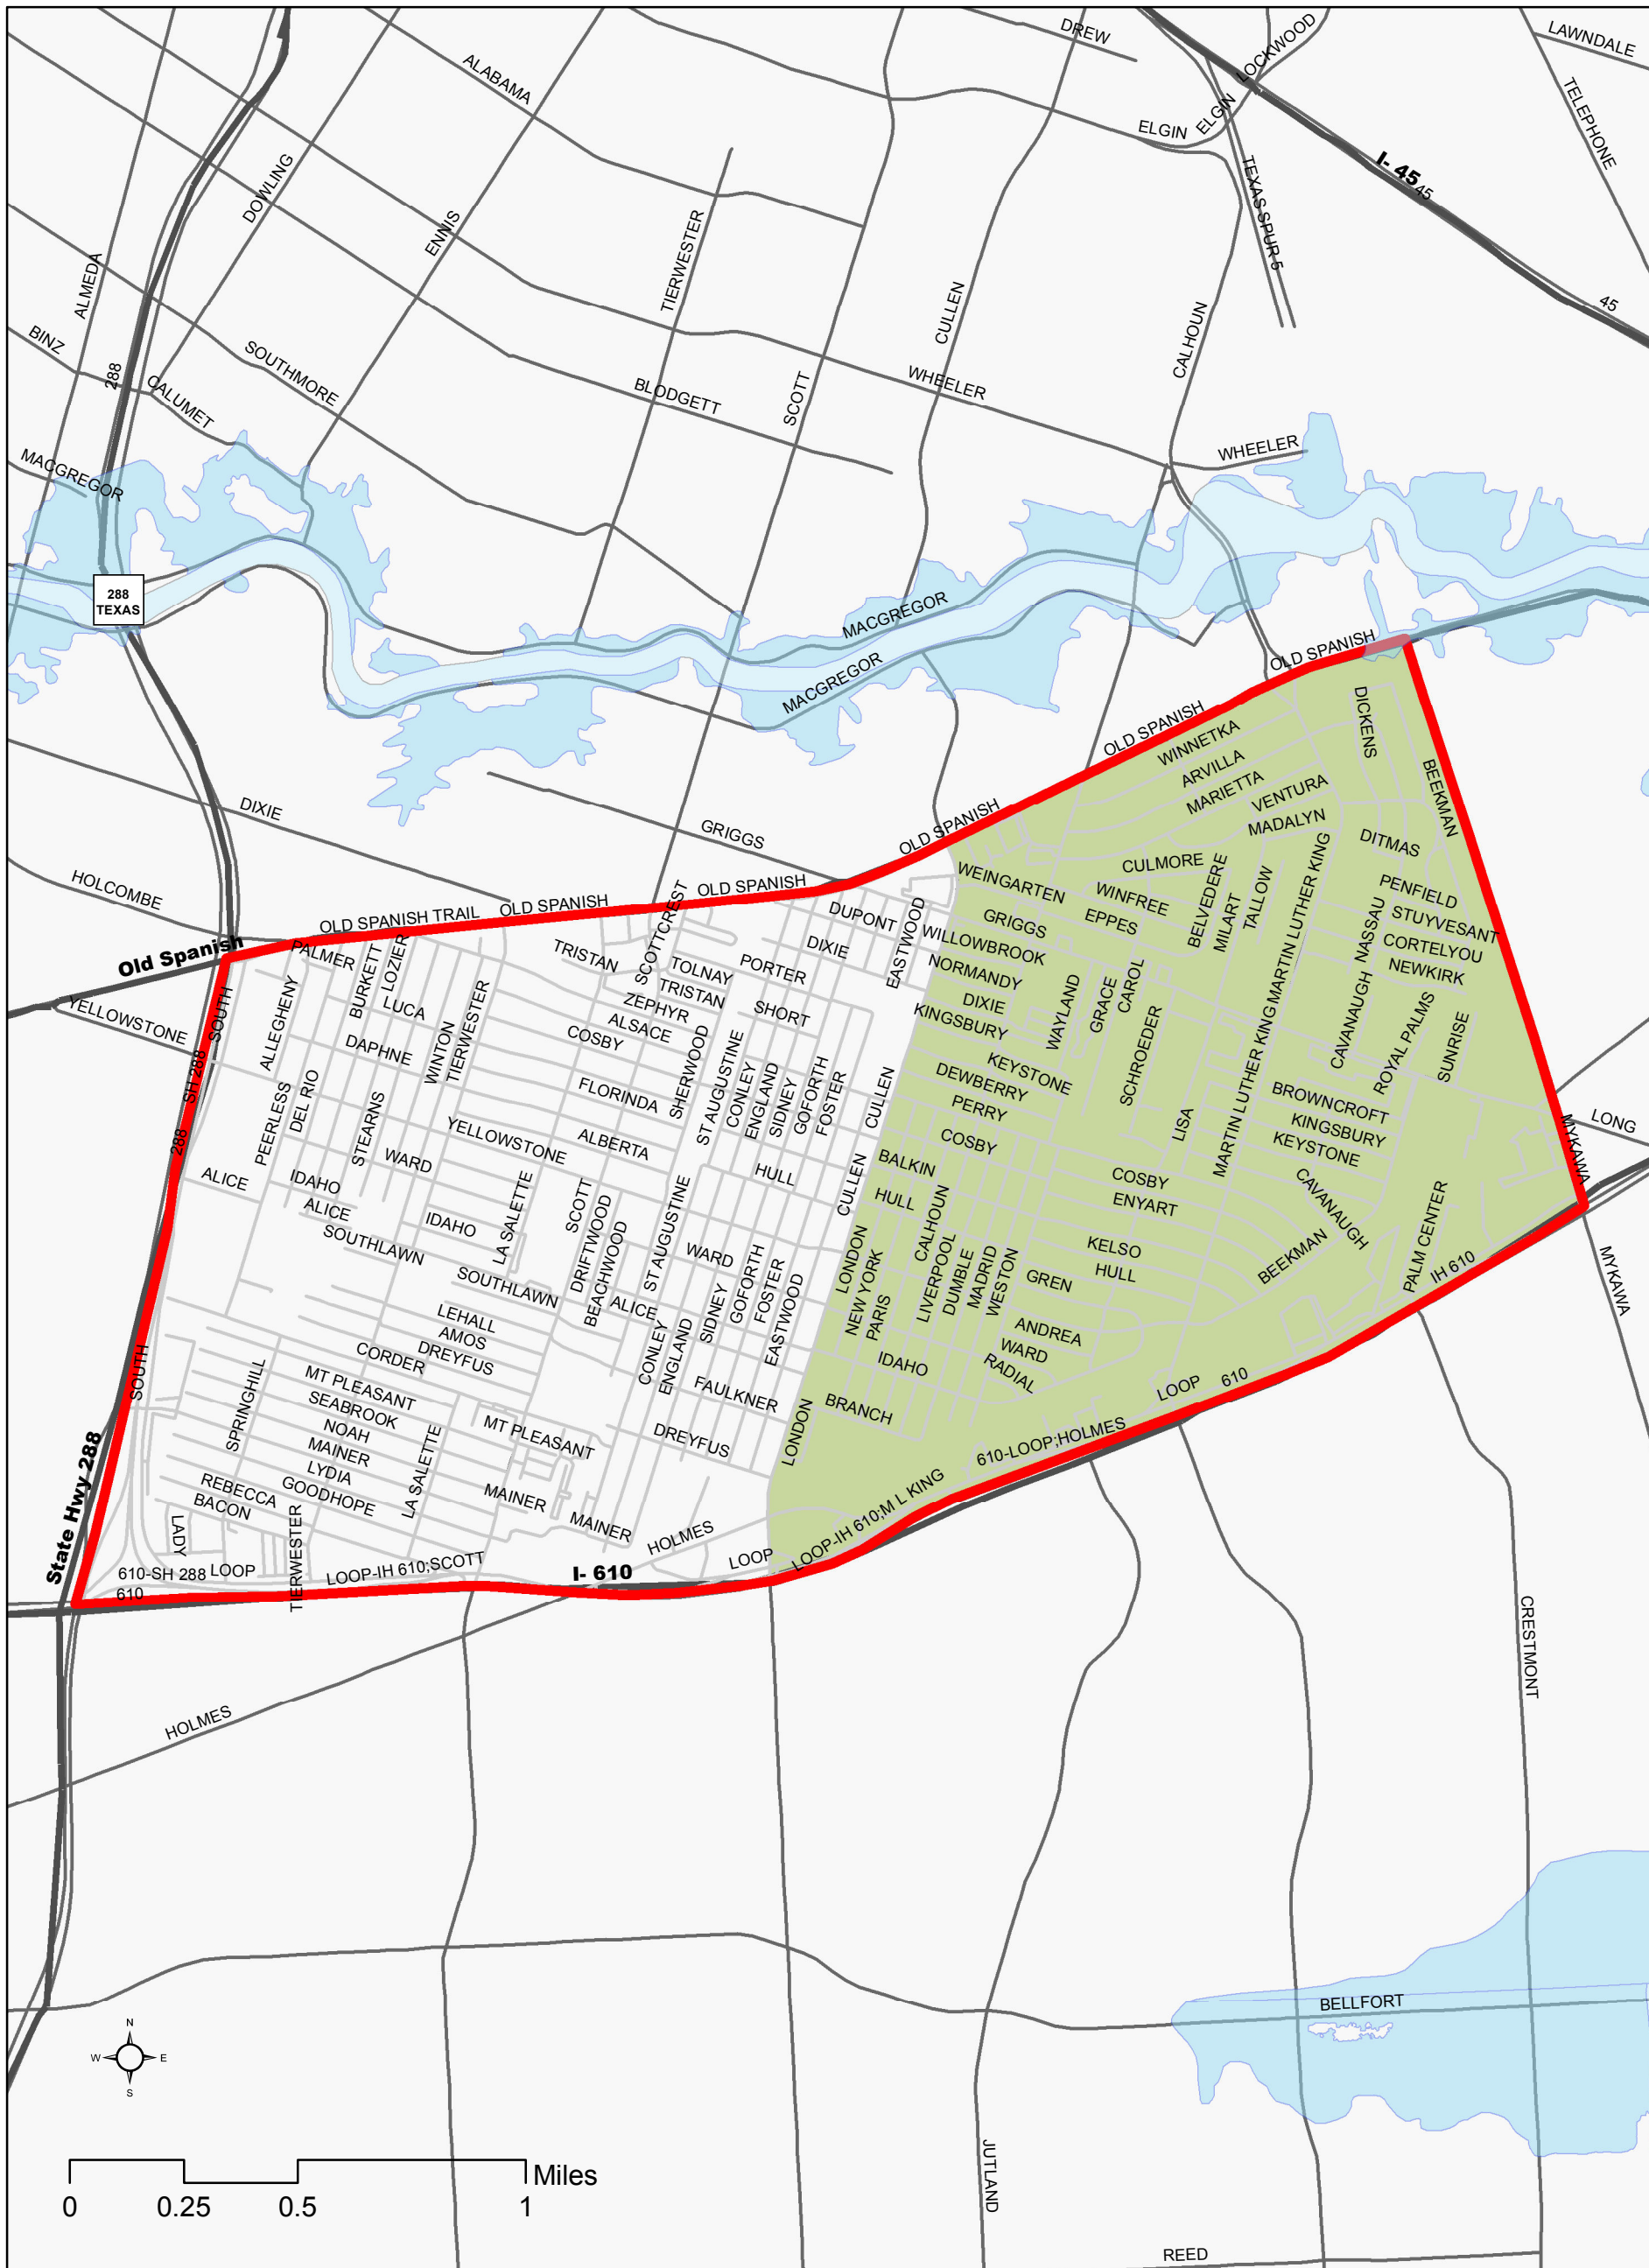 DREW
LOCKWOOD
LAWNDALE
ALABAMA
TELEPHONE
ELGIN
ELGIN
I- 45
45
TEXAS SPUR 5
DOWLING
ENNIS
TIERWESTER
ALMEDA
CULLEN
CALHOUN
45
BINZ
288
SOUTHMORE
CALUMET
BLODGETT
SCOTT
WHEELER
WHEELER
MACGREGOR
288
TEXAS
MACGREGOR
MACGREGOR
OLD SPANISH
OLD SPANISH
DICKENS
WINNETKA
ARVILLA
MARIETTA
VENTURA
BEEKMAN
MADALYN
DIXIE
GRIGGS
OLD SPANISH
DITMAS
HOLCOMBE
OLD SPANISH
OLD SPANISH
OLD SPANISH TRAIL
SCOTTCREST
WEINGARTEN
CULMORE
WINFREE
BELVEDERE
MILART
TALLOW
MARTIN LUTHER KING
PENFIELD
STUYVESANT
CORTELYOU
NEWKIRK
NASSAU
DUPONT
EASTWOOD
GRIGGS
EPPES
WILLOWBROOK
Old Spanish
PALMER
BURKETT
LOZIER
TRISTAN
TOLNAY
TRISTAN
PORTER
DIXIE
NORMANDY
DIXIE
KINGSBURY
YELLOWSTONE
SOUTH
ALLEGHENY
LUCA
TIERWESTER
WINTON
ZEPHYR
ALSACE
COSBY
SHORT
WAYLAND
GRACE
CAROL
SCHROEDER
MARTIN LUTHER KING
CAVANAUGH
ROYAL PALMS
SUNRISE
DAPHNE
KEYSTONE
DEWBERRY
PERRY
BROWNCROFT
KINGSBURY
KEYSTONE
LONG
MYKAWA
SH 288
PEERLESS
DEL RIO
STEARNS
FLORINDA
SHERWOOD
ST AUGUSTINE
CONLEY
ENGLAND
SIDNEY
GOFORTH
FOSTER
CULLEN
LISA
288
YELLOWSTONE
ALBERTA
COSBY
BALKIN
COSBY
ENYART
CAVANAUGH
ALICE
IDAHO
ALICE
WARD
HULL
CULLEN
HULL
CALHOUN
SCOTT
LA SALETTE
DRIFTWOOD
BEACHWOOD
ST AUGUSTINE
IDAHO
SOUTHLAWN
WARD
LONDON
NEW YORK
PARIS
LIVERPOOL
DUMBLE
MADRID
WESTON
KELSO
HULL
GREN
BEEKMAN
PALM CENTER
IH 610
MYKAWA
SOUTHLAWN
ALICE
GOFORTH
FOSTER
EASTWOOD
SIDNEY
LEHALL
AMOS
DREYFUS
CORDER
CONLEY
ENGLAND
ANDREA
WARD
RADIAL
IDAHO
SOUTH
SPRINGHILL
MT PLEASANT
SEABROOK
NOAH
MAINER
LYDIA
GOODHOPE
LA SALETTE
MT PLEASANT
FAULKNER
DREYFUS
BRANCH
LOOP
610
LONDON
610-LOOP;HOLMES
State Hwy 288
REBECCA
BACON
LADY
TIERWESTER
MAINER
MAINER
HOLMES
LOOP-IH 610;M L KING
610-SH 288
LOOP
610
LOOP-IH 610;SCOTT
I- 610
LOOP
CRESTMONT
HOLMES
BELLFORT
N
W
E
S
JUTLAND
Miles
0
0.25
0.5
1
REED